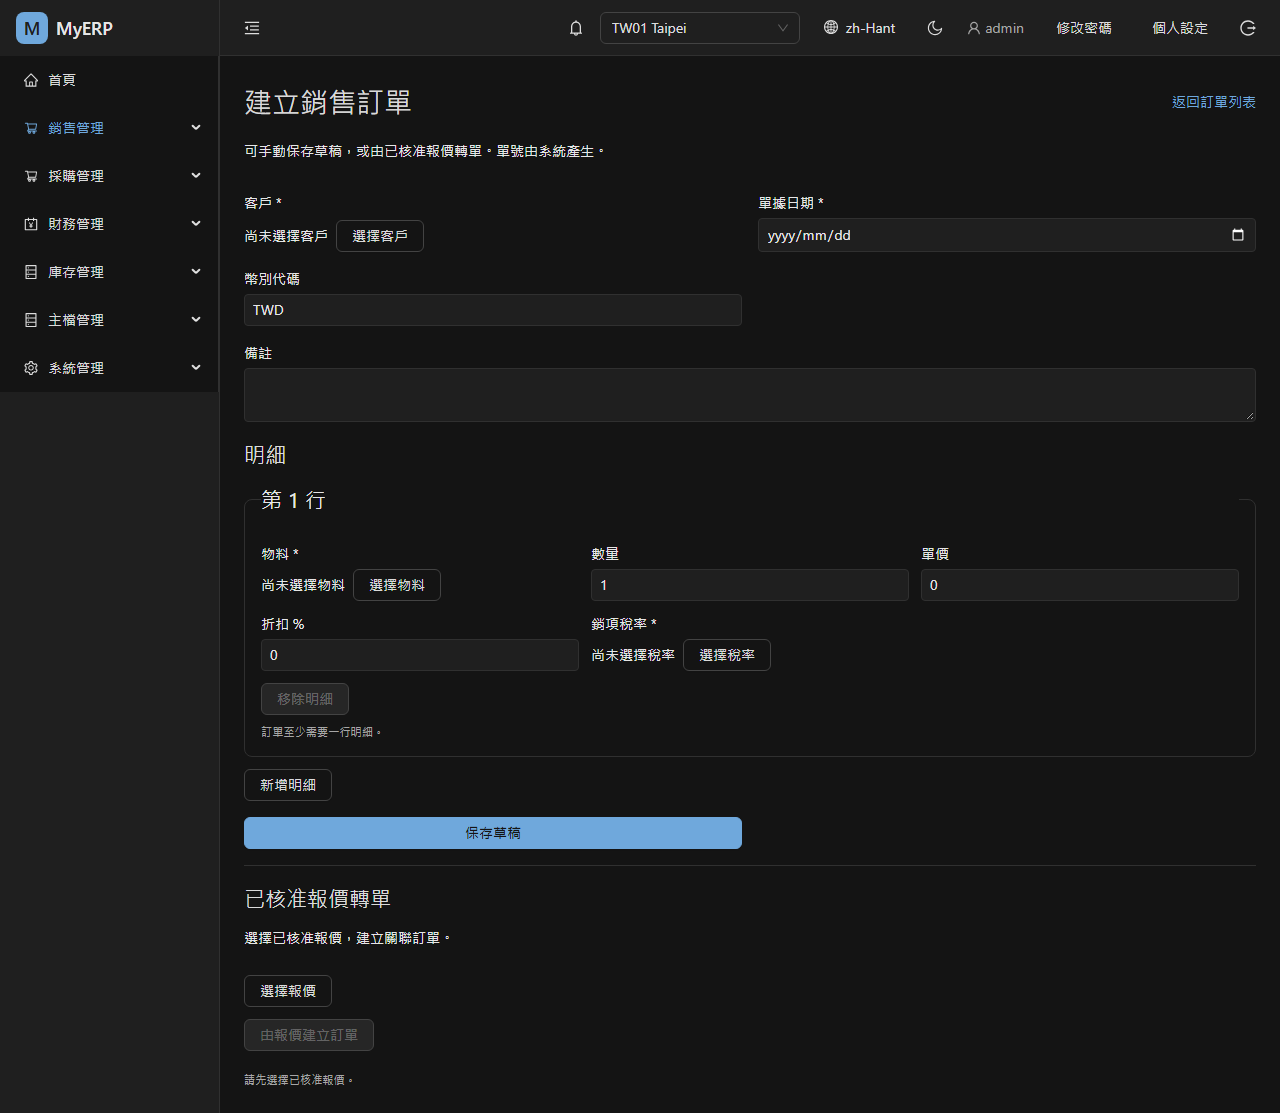 M MyERP
TW01 Taipei
zh-Hant
admin
修改密碼
個人設定
首頁
銷售管理
採購管理
財務管理
庫存管理
主檔管理
系統管理
建立銷售訂單
返回訂單列表
可手動保存草稿，或由已核准報價轉單。單號由系統產生。
客戶 *
單據日期 *
尚未選擇客戶 選擇客戶
yyyy/mm/dd
幣別代碼
TWD
備註
明細
第 1 行
物料 *
數量
單價
尚未選擇物料 選擇物料
1
0
折扣 %
銷項稅率 *
0
尚未選擇稅率 選擇稅率
移除明細
訂單至少需要一行明細。
新增明細
保存草稿
已核准報價轉單
選擇已核准報價，建立關聯訂單。
選擇報價
由報價建立訂單
請先選擇已核准報價。